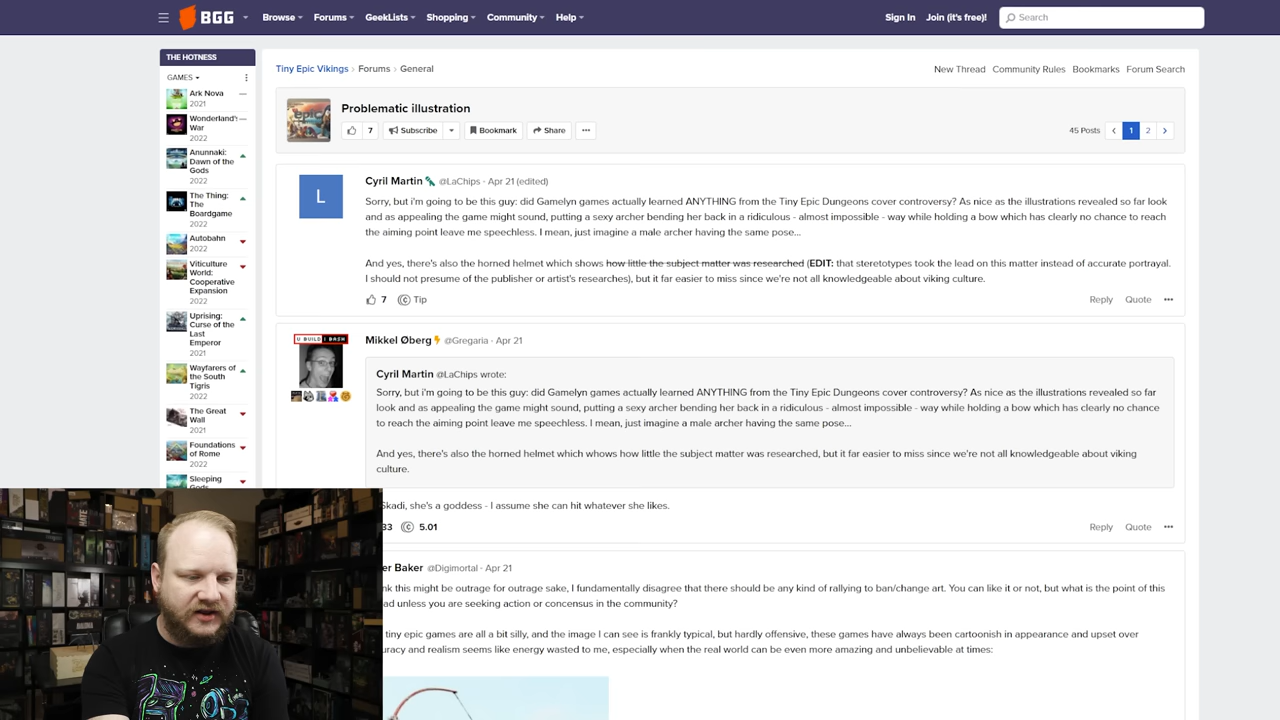 BGG Browse Forums GeekLists Shopping Community Help Sign In Join (it's free!) Search
THE HOTNESS
GAMES
Ark Nova
2021
Wonderland's
War
2022
Anunnaki:
Dawn of the
Gods
2022
The Thing:
The
Boardgame
2022
Autobahn
2022
Viticulture
World:
Cooperative
Expansion
2022
Uprising:
Curse of the
Last
Emperor
2021
Wayfarers of
the South
Tigris
2022
The Great
Wall
2021
Foundations
of Rome
2022
Sleeping
Tiny Epic Vikings › Forums › General
New Thread Community Rules Bookmarks Forum Search
Problematic illustration
7 Subscribe Bookmark Share ... 45 Posts 1 2
L
Cyril Martin @LaChips · Apr 21 (edited)
Sorry, but i'm going to be this guy: did Gamelyn games actually learned ANYTHING from the Tiny Epic Dungeons cover controversy? As nice as the illustrations revealed so far look
and as appealing the game might sound, putting a sexy archer bending her back in a ridiculous - almost impossible - way while holding a bow which has clearly no chance to reach
the aiming point leave me speechless. I mean, just imagine a male archer having the same pose...
And yes, there's also the horned helmet which shows how little the subject matter was researched (EDIT: that steretotypes took the lead on this matter instead of accurate portrayal.
I should not presume of the publisher or artist's researches), but it far easier to miss since we're not all knowledgeable about viking culture.
7 Tip Reply Quote ...
U BUILD I BASH
Mikkel Øberg @Gregaria · Apr 21
Cyril Martin @LaChips wrote:
Sorry, but i'm going to be this guy: did Gamelyn games actually learned ANYTHING from the Tiny Epic Dungeons cover controversy? As nice as the illustrations revealed so far
look and as appealing the game might sound, putting a sexy archer bending her back in a ridiculous - almost impossible - way while holding a bow which has clearly no chance
to reach the aiming point leave me speechless. I mean, just imagine a male archer having the same pose...
And yes, there's also the horned helmet which whows how little the subject matter was researched, but it far easier to miss since we're not all knowledgeable about viking
culture.
Skadi, she's a goddess - I assume she can hit whatever she likes.
33 5.01 Reply Quote ...
er Baker @Digimortal · Apr 21
nk this might be outrage for outrage sake, I fundamentally disagree that there should be any kind of rallying to ban/change art. You can like it or not, but what is the point of this
ad unless you are seeking action or concensus in the community?
tiny epic games are all a bit silly, and the image I can see is frankly typical, but hardly offensive, these games have always been cartoonish in appearance and upset over
uracy and realism seems like energy wasted to me, especially when the real world can be even more amazing and unbelievable at times: